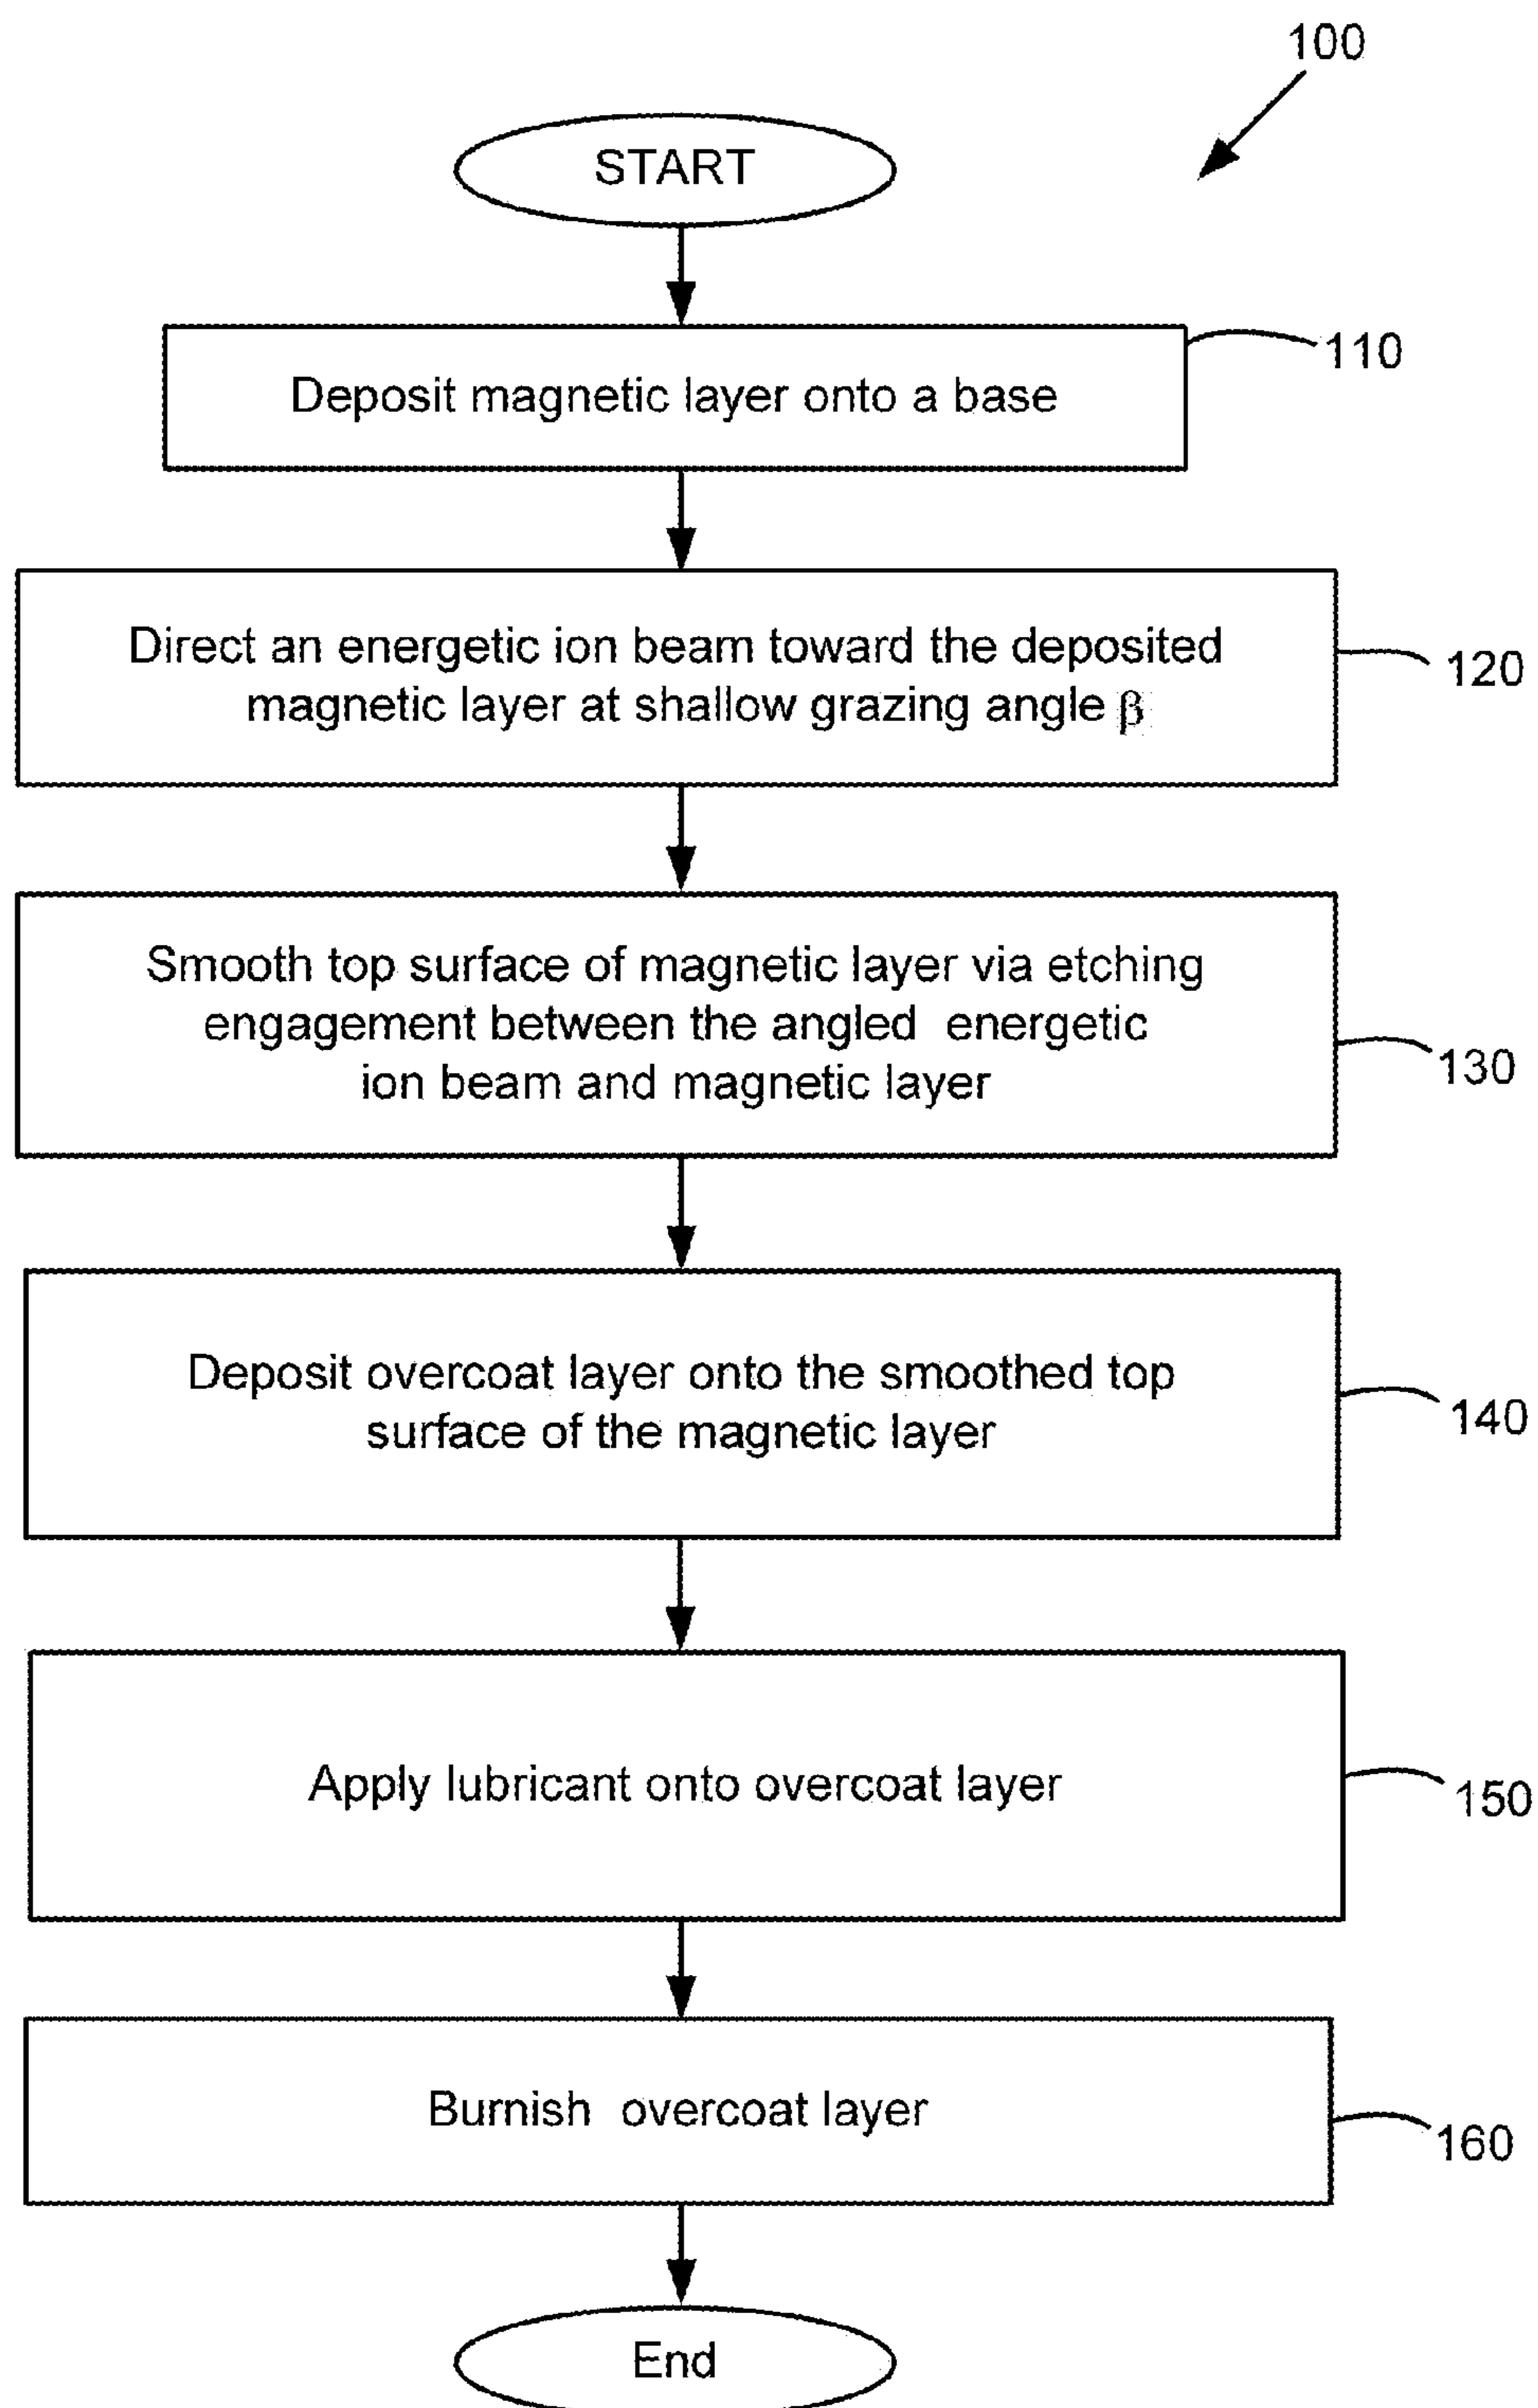 100
START
110
Deposit magnetic layer onto a base
Direct an energetic ion beam toward the deposited
magnetic layer at shallow grazing angle β
120
Smooth top surface of magnetic layer via etching
engagement between the angled energetic
ion beam and magnetic layer
130
Deposit overcoat layer onto the smoothed top
surface of the magnetic layer
140
Apply lubricant onto overcoat layer
150
Burnish overcoat layer
160
End